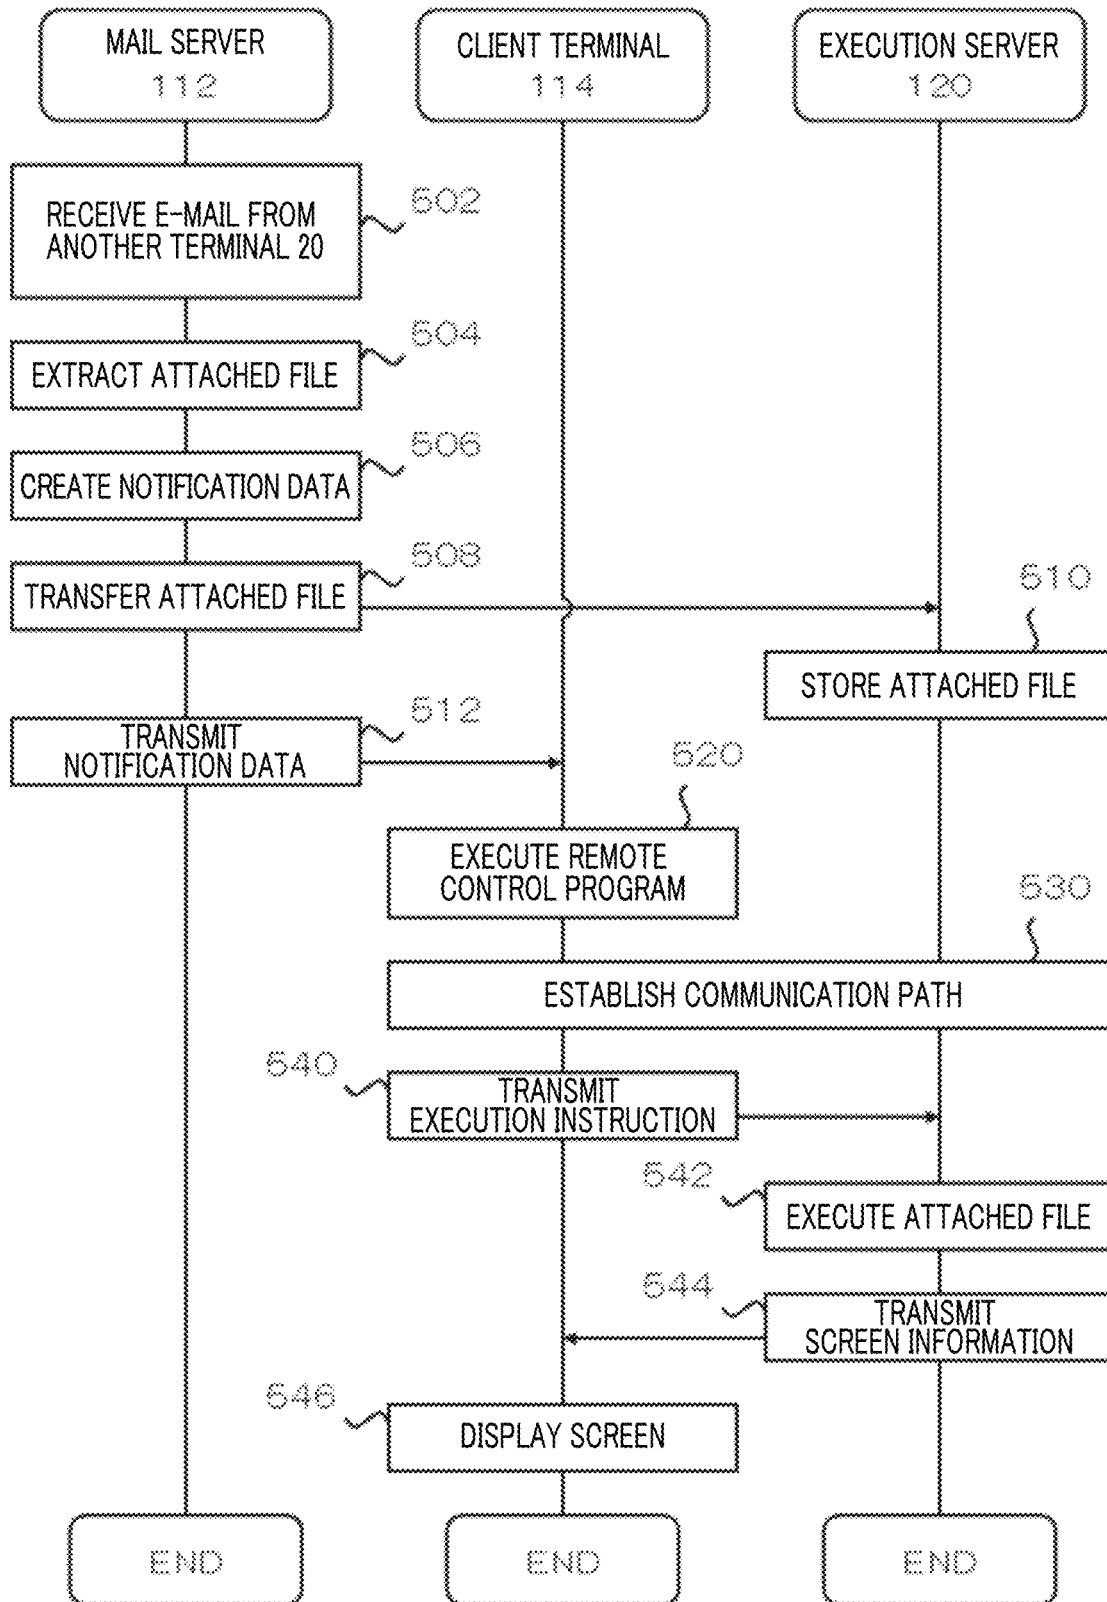 MAIL SERVER
112
CLIENT TERMINAL
114
EXECUTION SERVER
120
RECEIVE E-MAIL FROM
ANOTHER TERMINAL 20
502
EXTRACT ATTACHED FILE
504
CREATE NOTIFICATION DATA
506
TRANSFER ATTACHED FILE
508
510
STORE ATTACHED FILE
TRANSMIT
NOTIFICATION DATA
512
520
EXECUTE REMOTE
CONTROL PROGRAM
530
ESTABLISH COMMUNICATION PATH
540
TRANSMIT
EXECUTION INSTRUCTION
542
EXECUTE ATTACHED FILE
544
TRANSMIT
SCREEN INFORMATION
546
DISPLAY SCREEN
END
END
END